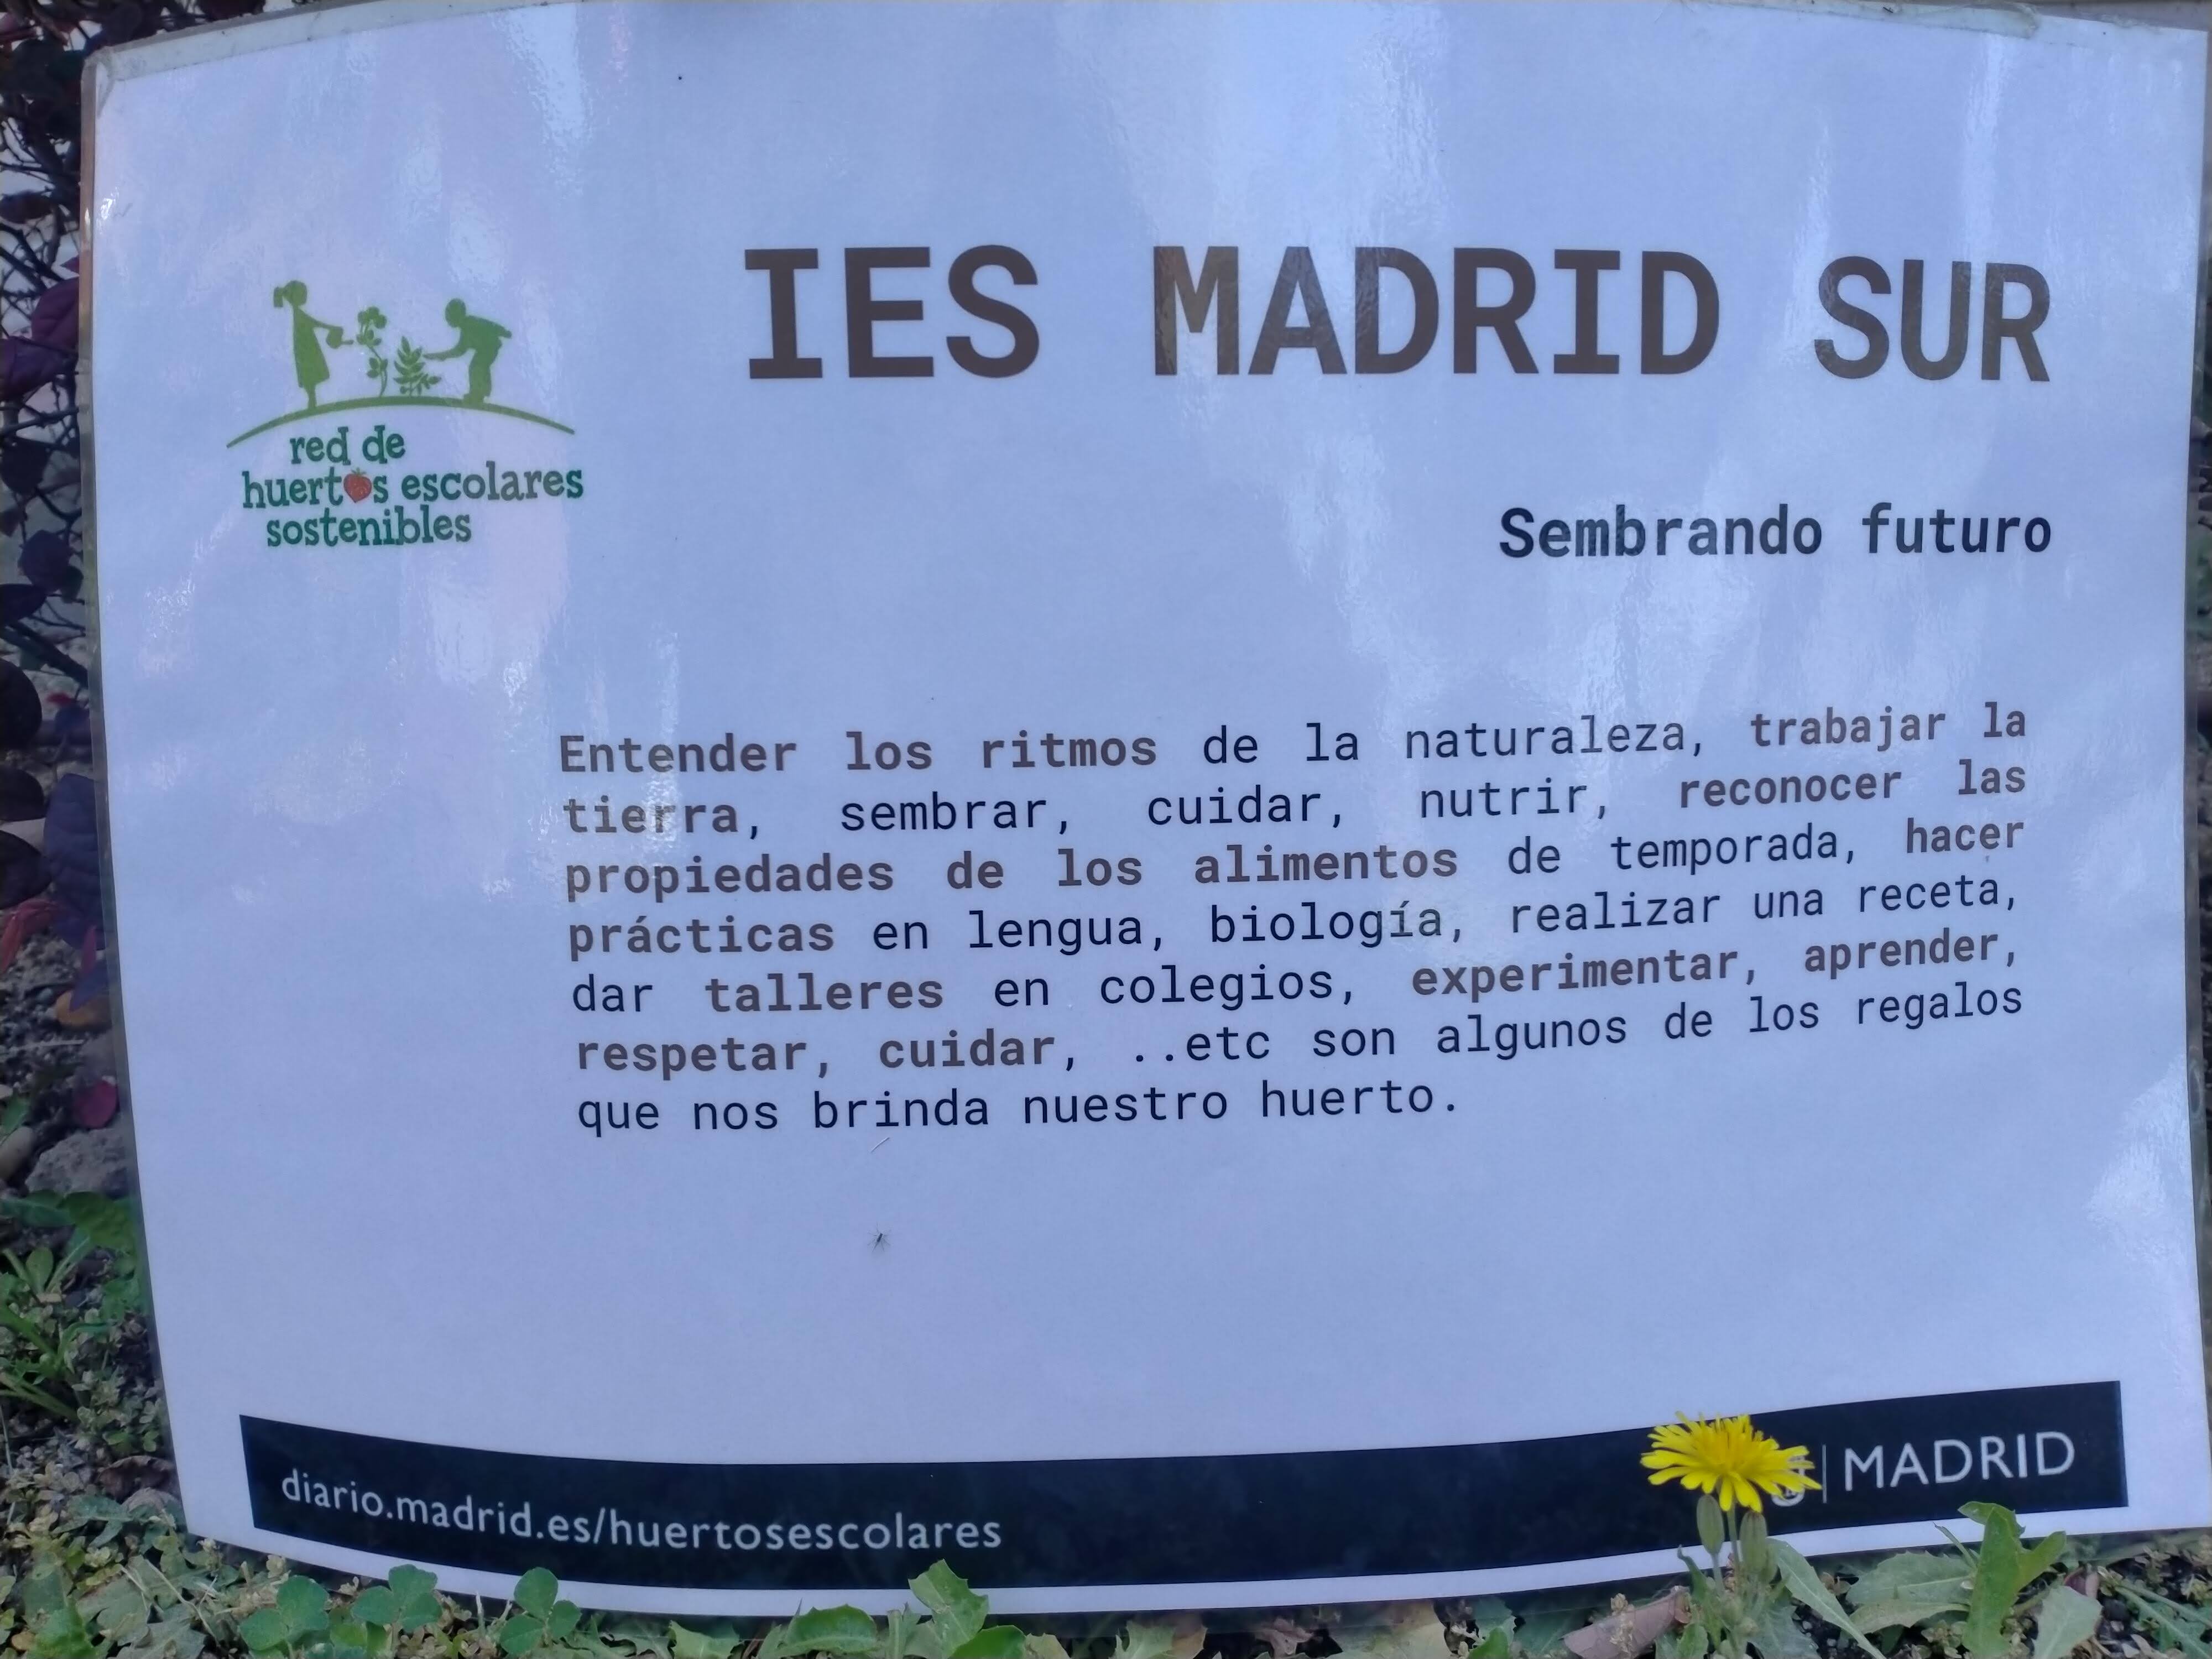 IES MADRID SUR
red de
huertos escolares
sostenibles
Sembrando futuro
Entender los ritmos de la naturaleza, trabajar la
tierra, sembrar, cuidar, nutrir, reconocer las
propiedades de los alimentos de temporada, hacer
prácticas en lengua, biología, realizar una receta,
dar talleres en colegios, experimentar, aprender,
respetar, cuidar, ..etc son algunos de los regalos
que nos brinda nuestro huerto.
diario.madrid.es/huertosescolares
MADRID